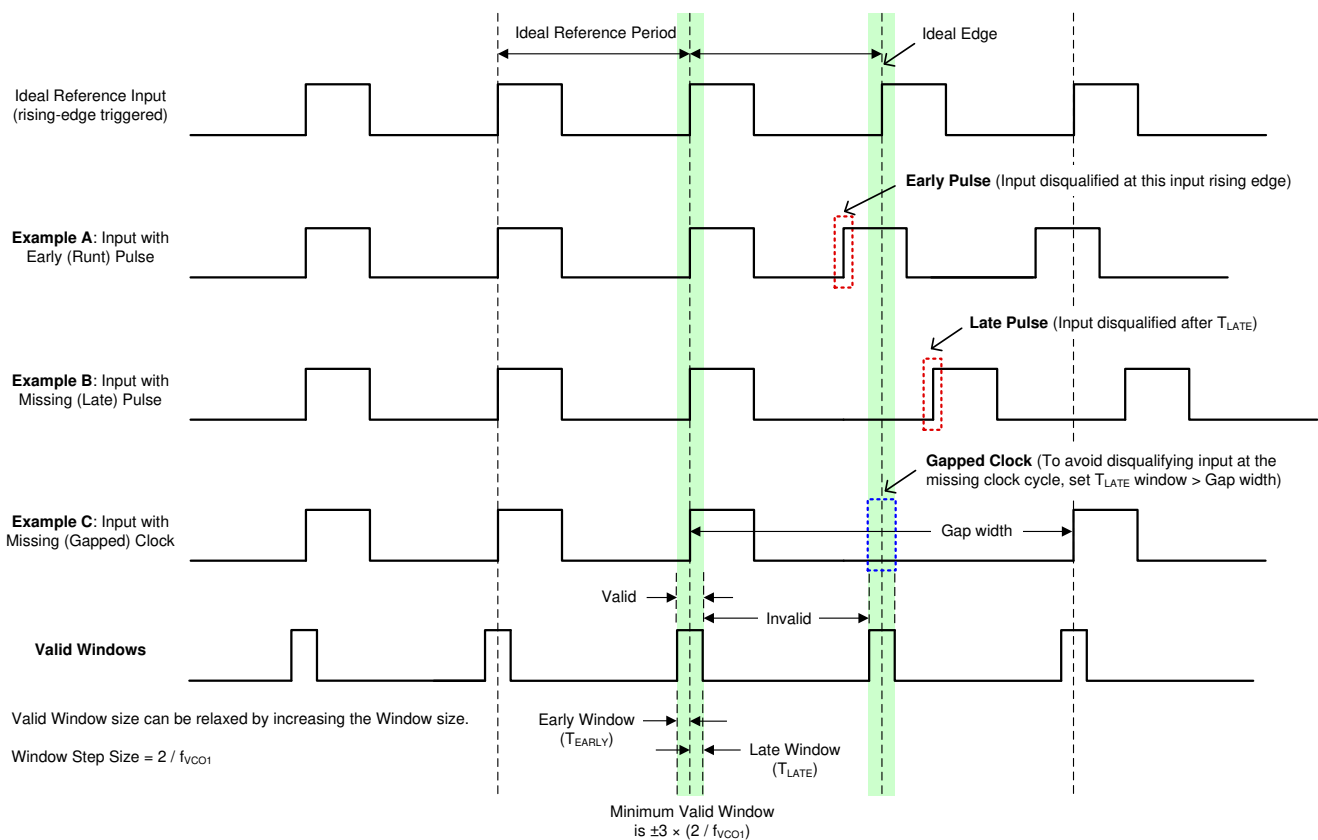 Ideal Reference Period
Ideal Edge
Ideal Reference Input
(rising-edge triggered)
Early Pulse (Input disqualified at this input rising edge)
Example A: Input with
Early (Runt) Pulse
Late Pulse (Input disqualified after TLATE)
Example B: Input with
Missing (Late) Pulse
Gapped Clock (To avoid disqualifying input at the
missing clock cycle, set TLATE window > Gap width)
Example C: Input with
Missing (Gapped) Clock
Gap width
Valid
Invalid
Valid Windows
Valid Window size can be relaxed by increasing the Window size.
Early Window
(TEARLY)
Window Step Size = 2 / fVCO1
Late Window
(TLATE)
Minimum Valid Window
is ±3 × (2 / fVCO1)